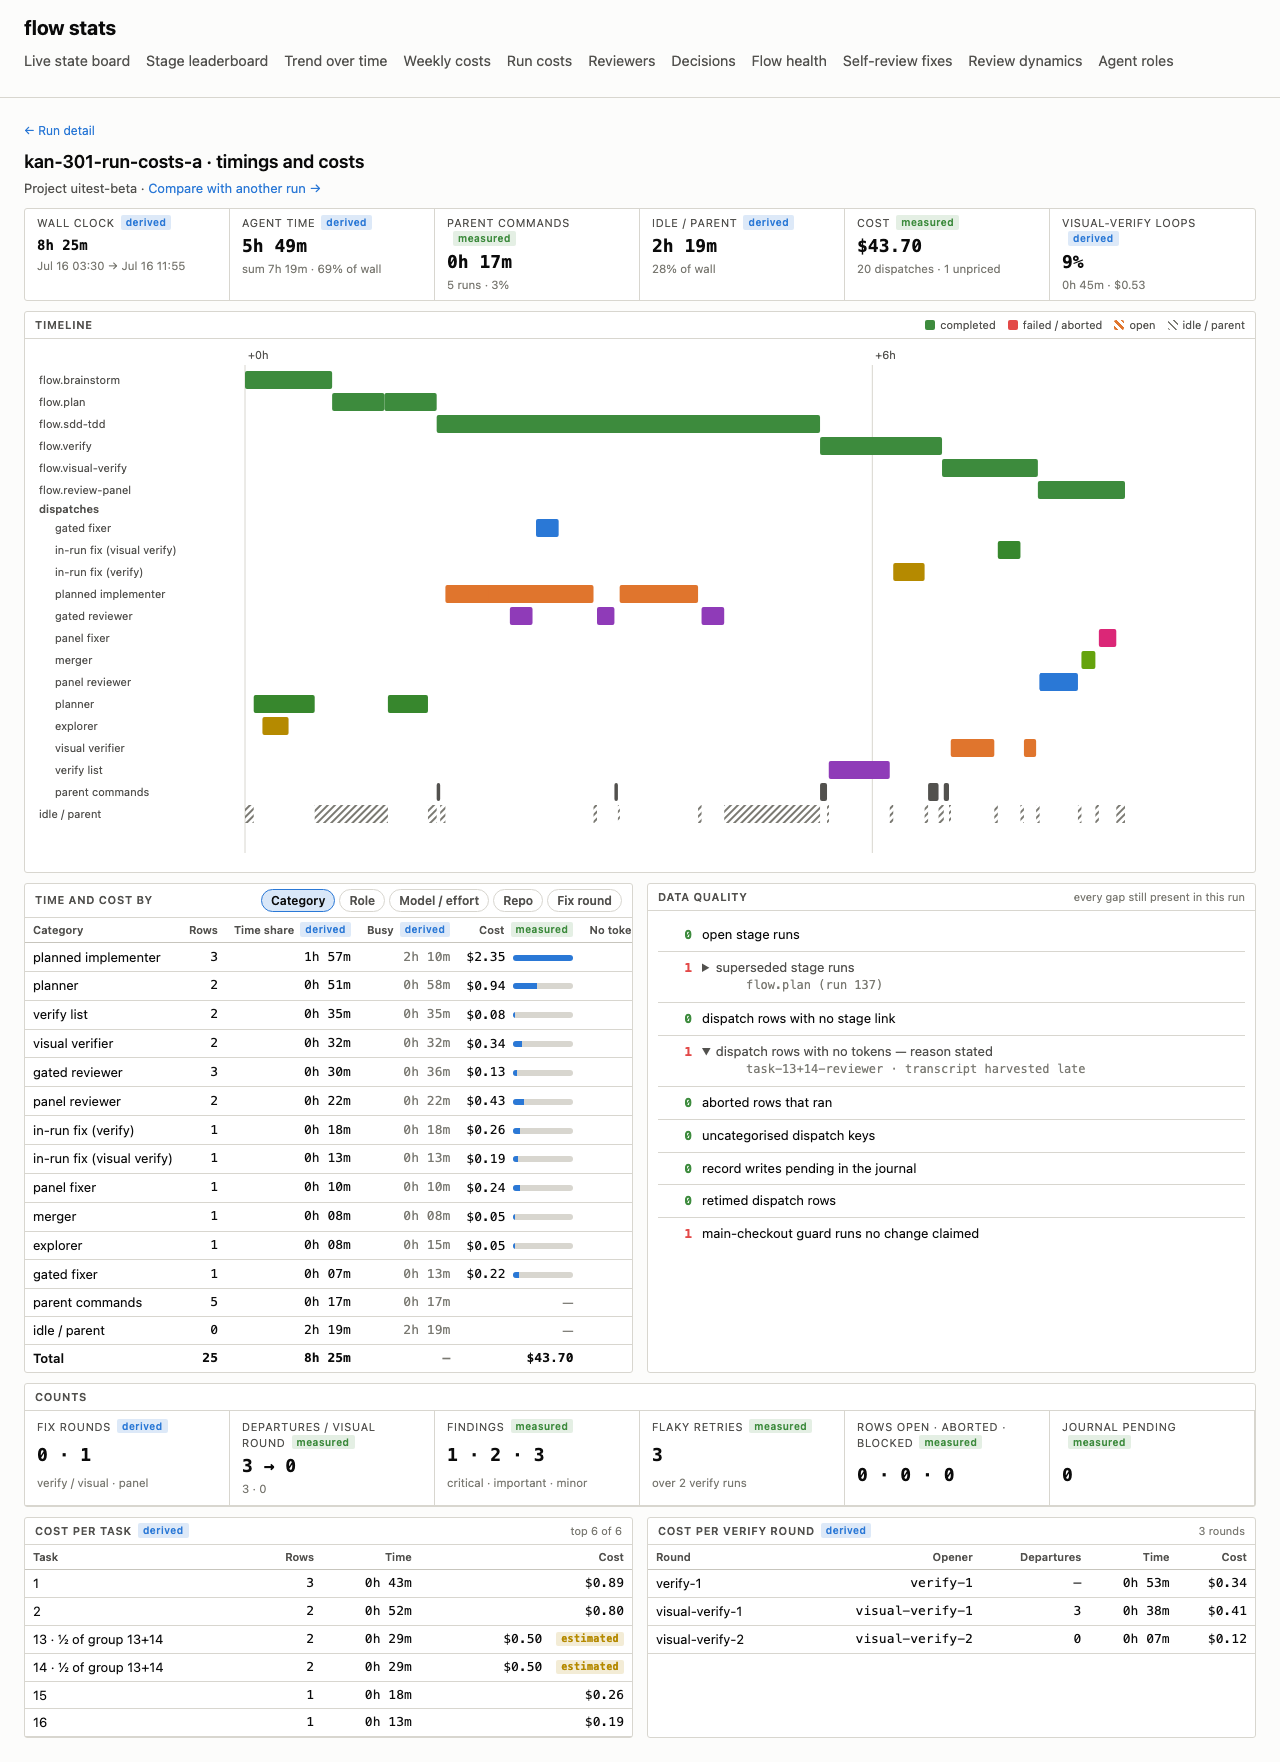 flow stats
Live state board Stage leaderboard Trend over time Weekly costs Run costs Reviewers Decisions Flow health Self-review fixes Review dynamics Agent roles
← Run detail
kan-301-run-costs-a · timings and costs
Project uitest-beta · Compare with another run →
WALL CLOCK derived
8h 25m
Jul 16 03:30 → Jul 16 11:55
AGENT TIME derived
5h 49m
sum 7h 19m · 69% of wall
PARENT COMMANDS
measured
0h 17m
5 runs · 3%
IDLE / PARENT derived
2h 19m
28% of wall
COST measured
$43.70
20 dispatches · 1 unpriced
VISUAL-VERIFY LOOPS
derived
9%
0h 45m · $0.53
TIMELINE
completed failed / aborted open idle / parent
+0h +6h
flow.brainstorm
flow.plan
flow.sdd-tdd
flow.verify
flow.visual-verify
flow.review-panel
dispatches
gated fixer
in-run fix (visual verify)
in-run fix (verify)
planned implementer
gated reviewer
panel fixer
merger
panel reviewer
planner
explorer
visual verifier
verify list
parent commands
idle / parent
TIME AND COST BY Category Role Model / effort Repo Fix round
Category Rows Time share derived Busy derived Cost measured No toke
planned implementer 3 1h 57m 2h 10m $2.35
planner 2 0h 51m 0h 58m $0.94
verify list 2 0h 35m 0h 35m $0.08
visual verifier 2 0h 32m 0h 32m $0.34
gated reviewer 3 0h 30m 0h 36m $0.13
panel reviewer 2 0h 22m 0h 22m $0.43
in-run fix (verify) 1 0h 18m 0h 18m $0.26
in-run fix (visual verify) 1 0h 13m 0h 13m $0.19
panel fixer 1 0h 10m 0h 10m $0.24
merger 1 0h 08m 0h 08m $0.05
explorer 1 0h 08m 0h 15m $0.05
gated fixer 1 0h 07m 0h 13m $0.22
parent commands 5 0h 17m 0h 17m —
idle / parent 0 2h 19m 2h 19m —
Total 25 8h 25m — $43.70
DATA QUALITY every gap still present in this run
0 open stage runs
1 ▶ superseded stage runs
flow.plan (run 137)
0 dispatch rows with no stage link
1 ▼ dispatch rows with no tokens — reason stated
task-13+14-reviewer · transcript harvested late
0 aborted rows that ran
0 uncategorised dispatch keys
0 record writes pending in the journal
0 retimed dispatch rows
1 main-checkout guard runs no change claimed
COUNTS
FIX ROUNDS derived
0 · 1
verify / visual · panel
DEPARTURES / VISUAL
ROUND measured
3 → 0
3 · 0
FINDINGS measured
1 · 2 · 3
critical · important · minor
FLAKY RETRIES measured
3
over 2 verify runs
ROWS OPEN · ABORTED ·
BLOCKED measured
0 · 0 · 0
JOURNAL PENDING
measured
0
COST PER TASK derived top 6 of 6
Task Rows Time Cost
1 3 0h 43m $0.89
2 2 0h 52m $0.80
13 · ½ of group 13+14 2 0h 29m $0.50 estimated
14 · ½ of group 13+14 2 0h 29m $0.50 estimated
15 1 0h 18m $0.26
16 1 0h 13m $0.19
COST PER VERIFY ROUND derived 3 rounds
Round Opener Departures Time Cost
verify-1 verify-1 — 0h 53m $0.34
visual-verify-1 visual-verify-1 3 0h 38m $0.41
visual-verify-2 visual-verify-2 0 0h 07m $0.12